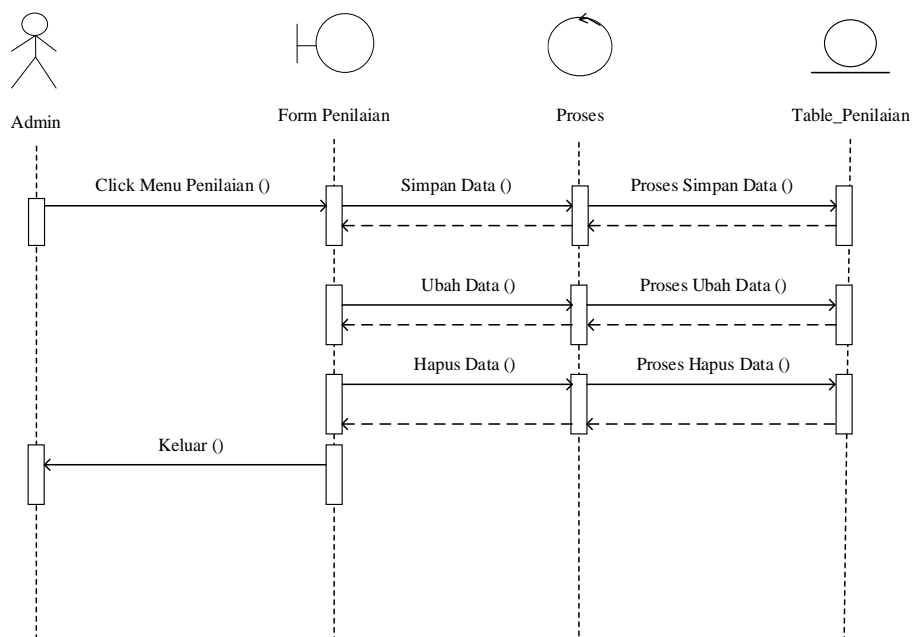 Admin
Form Penilaian
Proses
Table_Penilaian
Click Menu Penilaian ()
Simpan Data ()
Proses Simpan Data ()
Ubah Data ()
Proses Ubah Data ()
Hapus Data ()
Proses Hapus Data ()
Keluar ()